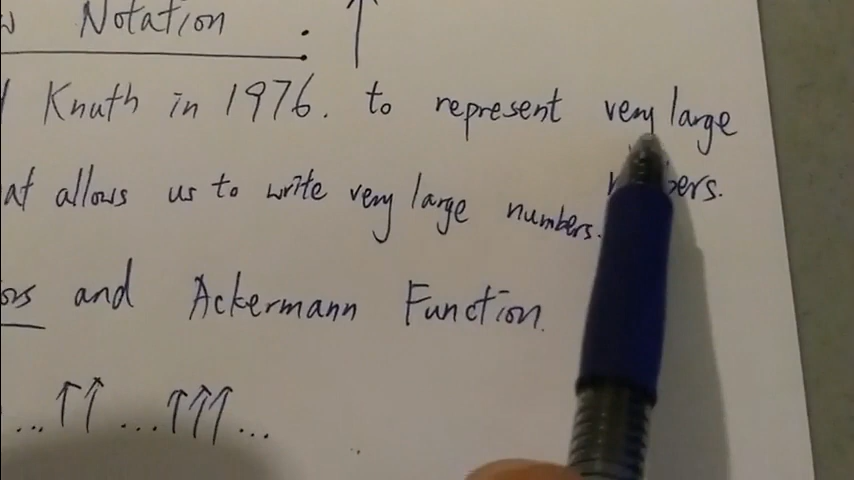 Notation : ↑
Knuth in 1976. to represent very large
at allows us to write very large numbers.
and Ackermann Function.
... ↑↑ ... ↑↑↑ ...